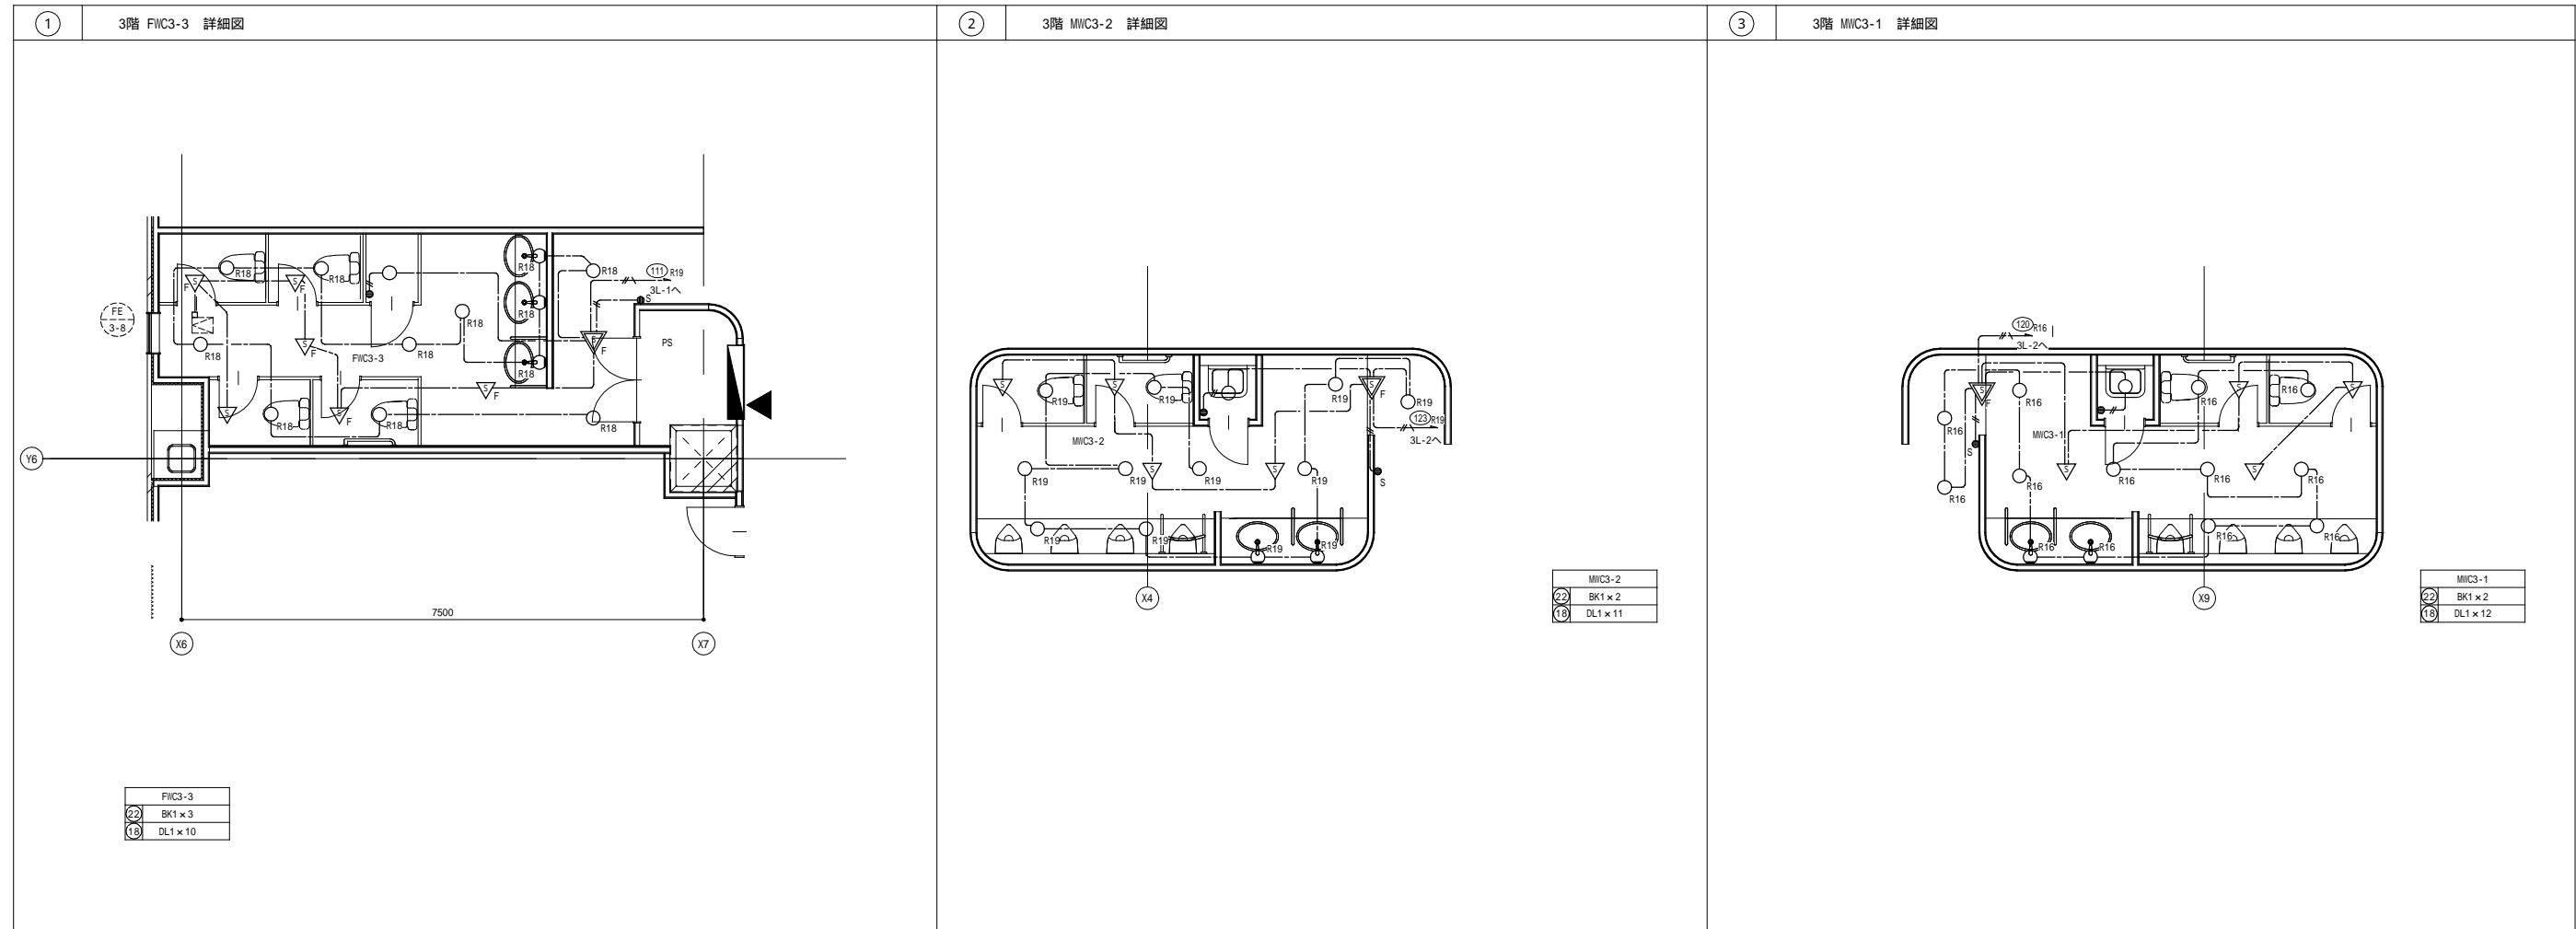 1
3階 FWC3-3 詳細図
2
3階 MWC3-2 詳細図
3
3階 MWC3-1 詳細図
R18
R18
R18
R18
111 R19
3L-1へ
S
S
F
S
F
FE
3-8
R18
R18
R18
S
F
FWC3-3
R18
R18
F
F
PS
S
F
S
R18
S
F
R18
R18
Y6
7500
X6
X7
FWC3-3
22 BK1×3
18 DL1×10
S
R19
S
R19
R19
S
F
R19
123 R19
3L-2へ
MWC3-2
R19
R19
S
R19
S
R19
S
R19
R19
R19
R19
X4
MWC3-2
22 BK1×2
18 DL1×11
120 R16
3L-2へ
S
F
R16
R16
S
R16
S
R16
MWC3-1
S
R16
R16
S
R16
R16
S
R16
R16
R16
R16
R16
X9
MWC3-1
22 BK1×2
18 DL1×12